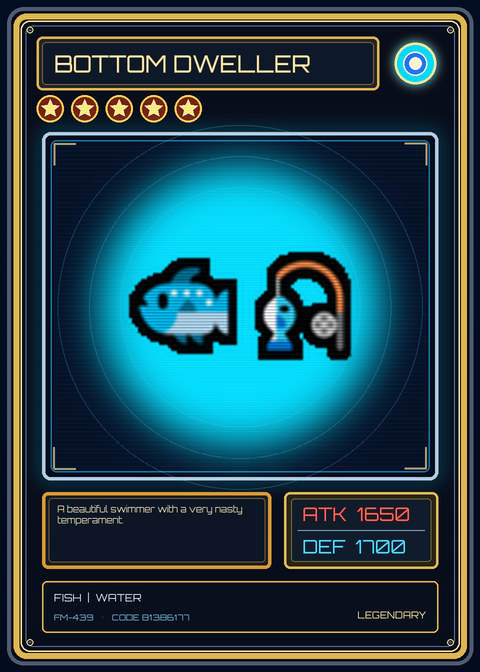 BOTTOM DWELLER
A beautiful swimmer with a very nasty
temperament.
ATK 1650
DEF 1700
FISH | WATER
FM-439 · CODE 81386177
LEGENDARY